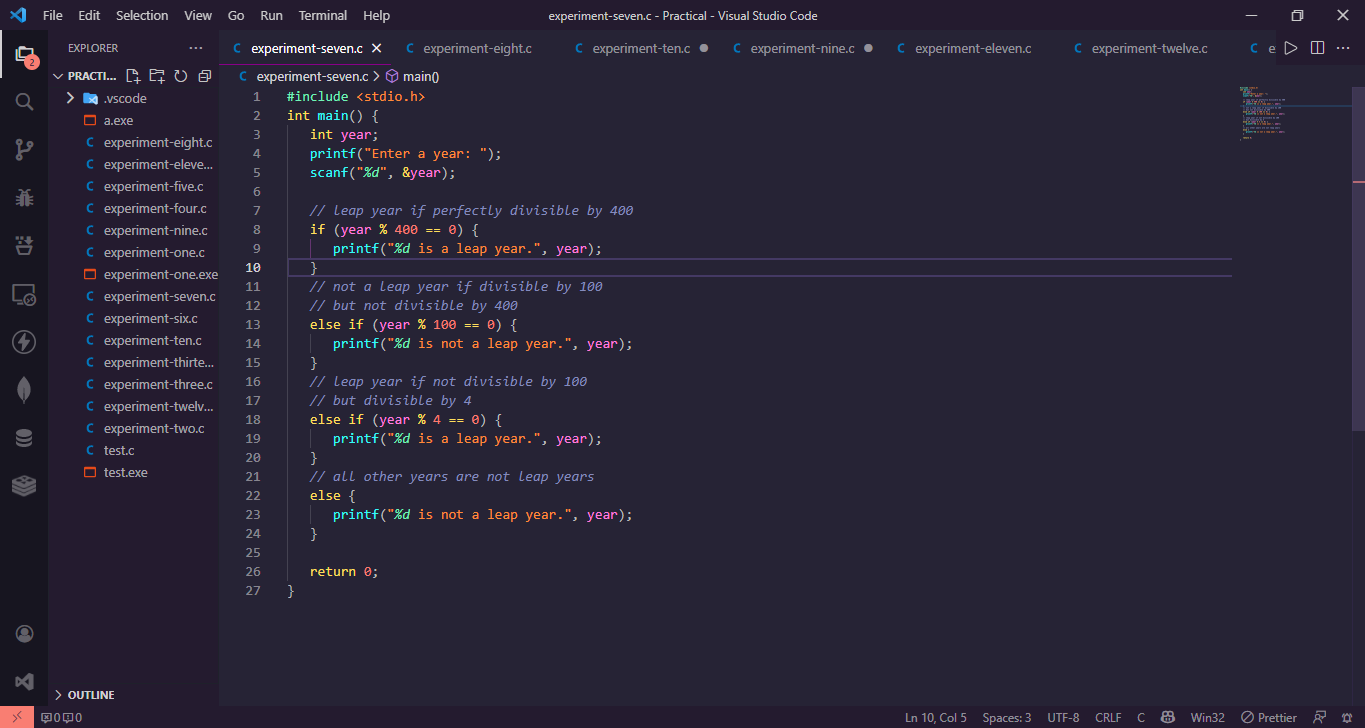 File Edit Selection View Go Run Terminal Help experiment-seven.c - Practical - Visual Studio Code
EXPLORER
PRACTI...
.vscode
a.exe
experiment-eight.c
experiment-eleve...
experiment-five.c
experiment-four.c
experiment-nine.c
experiment-one.c
experiment-one.exe
experiment-seven.c
experiment-six.c
experiment-ten.c
experiment-thirte...
experiment-three.c
experiment-twelv...
experiment-two.c
test.c
test.exe
OUTLINE
2
C experiment-seven.c C experiment-eight.c C experiment-ten.c C experiment-nine.c C experiment-eleven.c C experiment-twelve.c C e
C experiment-seven.c > main()
1 #include <stdio.h>
2 int main() {
3 int year;
4 printf("Enter a year: ");
5 scanf("%d", &year);
6
7 // leap year if perfectly divisible by 400
8 if (year % 400 == 0) {
9 printf("%d is a leap year.", year);
10 }
11 // not a leap year if divisible by 100
12 // but not divisible by 400
13 else if (year % 100 == 0) {
14 printf("%d is not a leap year.", year);
15 }
16 // leap year if not divisible by 100
17 // but divisible by 4
18 else if (year % 4 == 0) {
19 printf("%d is a leap year.", year);
20 }
21 // all other years are not leap years
22 else {
23 printf("%d is not a leap year.", year);
24 }
25
26 return 0;
27 }
0 0 Ln 10, Col 5 Spaces: 3 UTF-8 CRLF C Win32 Prettier